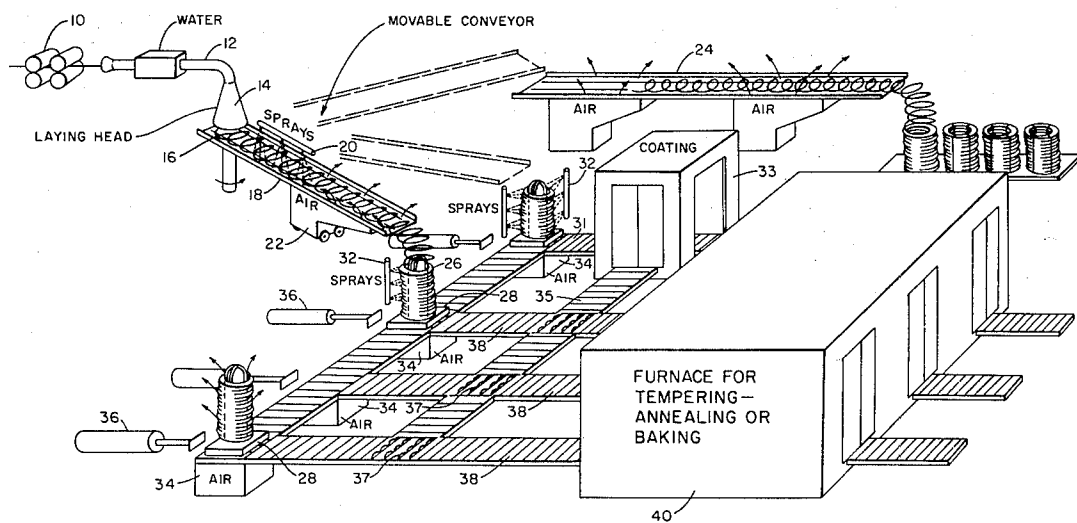 10
WATER
12
MOVABLE CONVEYOR
24
14
LAYING HEAD
SPRAYS
16
20
18
AIR
22
AIR
AIR
COATING
33
32
SPRAYS
31
34
AIR
32
SPRAYS
26
28
35
36
38
34
AIR
37
38
34
AIR
36
28
37
38
34
AIR
FURNACE FOR
TEMPERING—
ANNEALING OR
BAKING
40